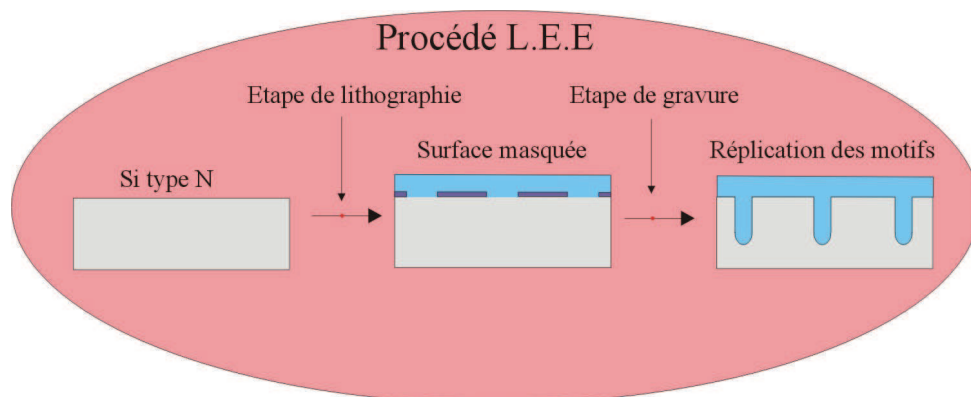 Procédé L.E.E
Etape de lithographie
Etape de gravure
Si type N
Surface masquée
Réplication des motifs